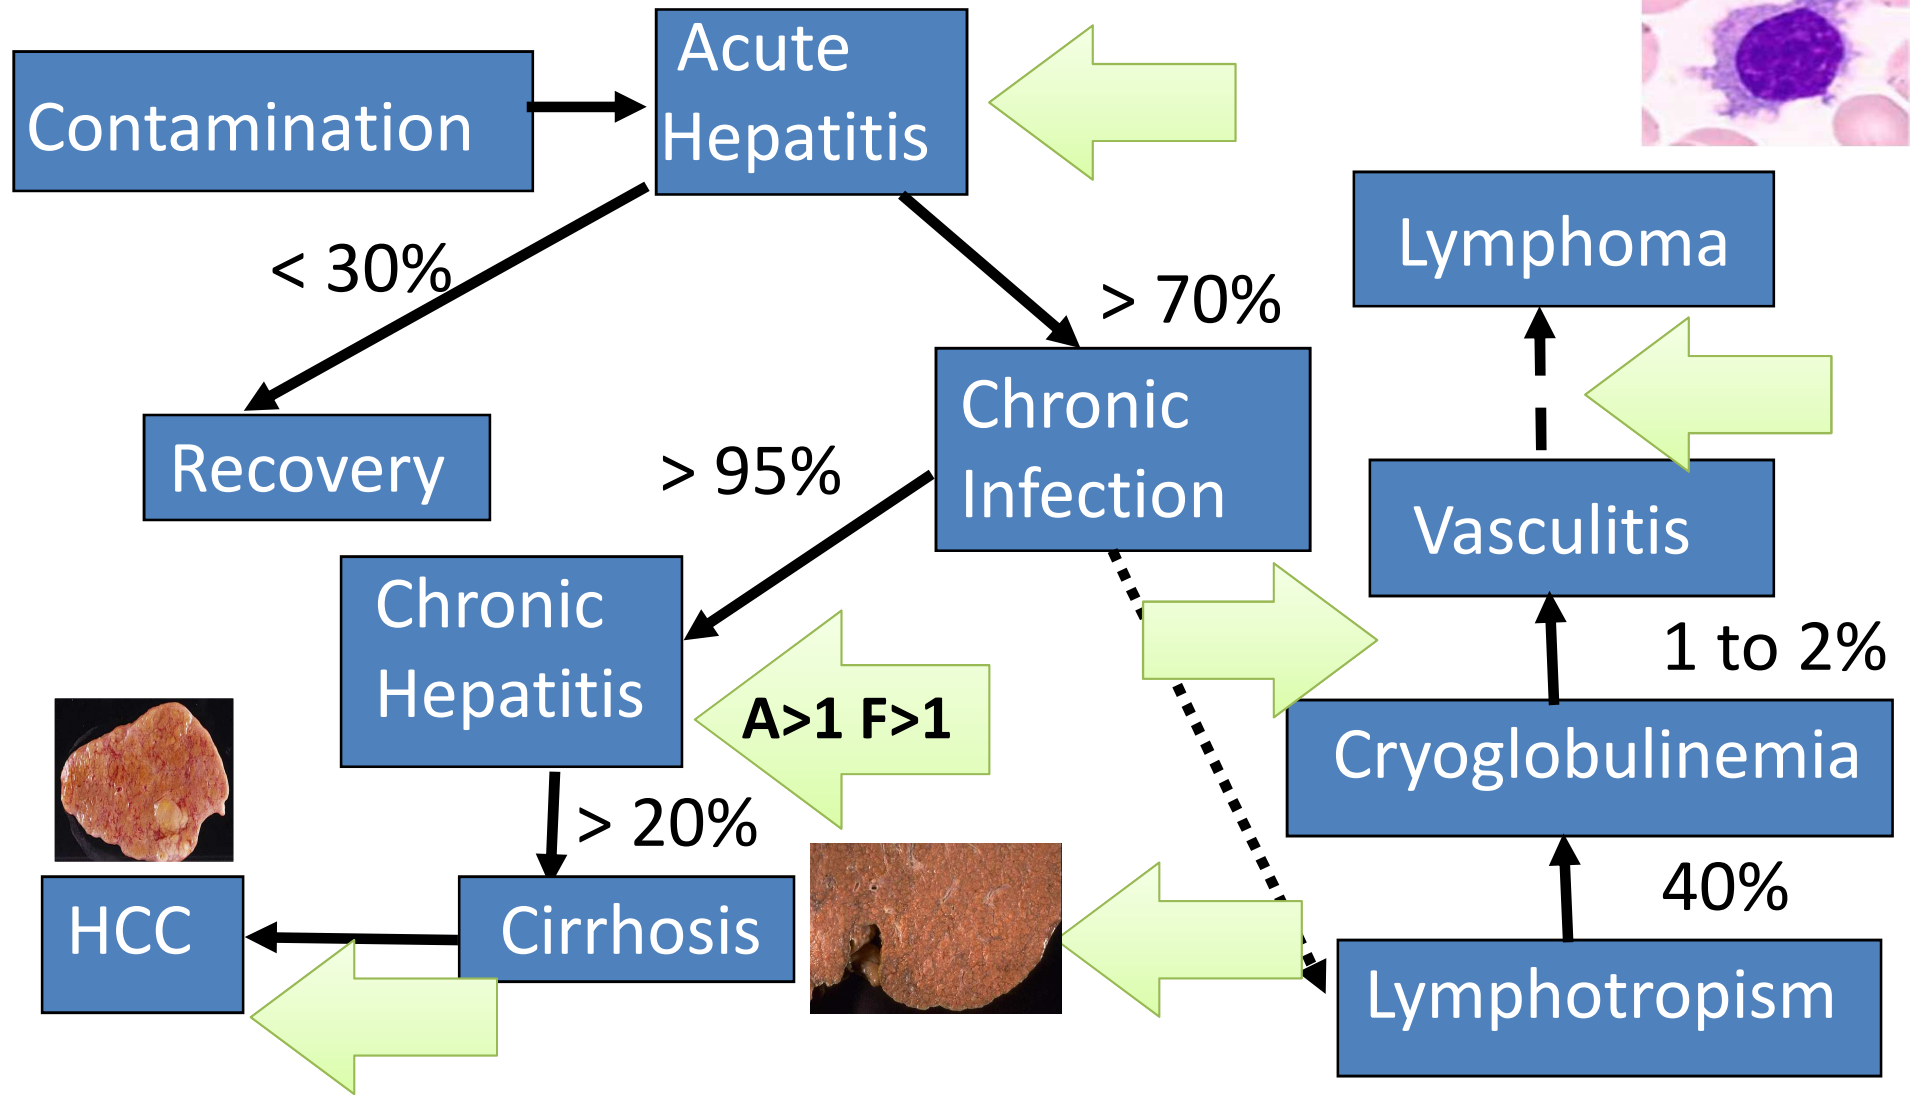 Contamination
Acute
Hepatitis
< 30%
> 70%
Recovery
Chronic
Infection
> 95%
Chronic
Hepatitis
A>1 F>1
> 20%
HCC
Cirrhosis
Lymphoma
Vasculitis
1 to 2%
Cryoglobulinemia
40%
Lymphotropism